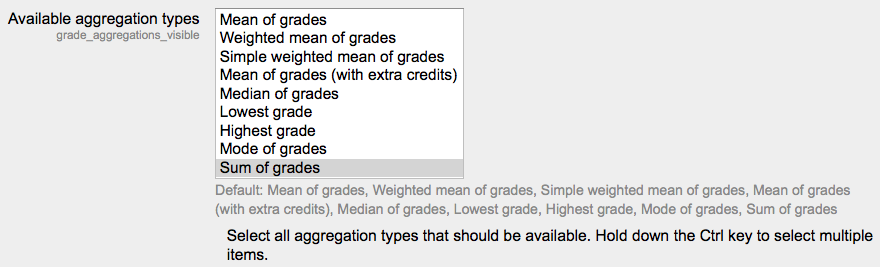 Available aggregation types
grade_aggregations_visible
Mean of grades
Weighted mean of grades
Simple weighted mean of grades
Mean of grades (with extra credits)
Median of grades
Lowest grade
Highest grade
Mode of grades
Sum of grades
Default: Mean of grades, Weighted mean of grades, Simple weighted mean of grades, Mean of grades
(with extra credits), Median of grades, Lowest grade, Highest grade, Mode of grades, Sum of grades
Select all aggregation types that should be available. Hold down the Ctrl key to select multiple
items.